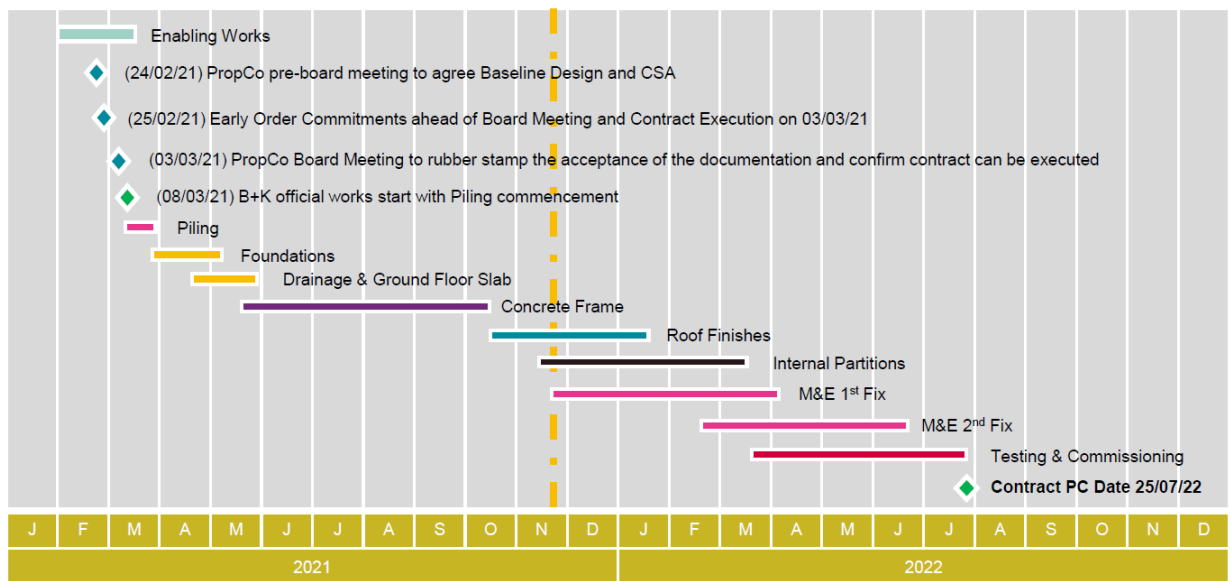 Enabling Works
(24/02/21) PropCo pre-board meeting to agree Baseline Design and CSA
(25/02/21) Early Order Commitments ahead of Board Meeting and Contract Execution on 03/03/21
(03/03/21) PropCo Board Meeting to rubber stamp the acceptance of the documentation and confirm contract can be executed
(08/03/21) B+K official works start with Piling commencement
Piling
Foundations
Drainage & Ground Floor Slab
Concrete Frame
Roof Finishes
Internal Partitions
M&E 1st Fix
M&E 2nd Fix
Testing & Commissioning
Contract PC Date 25/07/22
J F M A M J J A S O N D J F M A M J J A S O N D
2021 2022